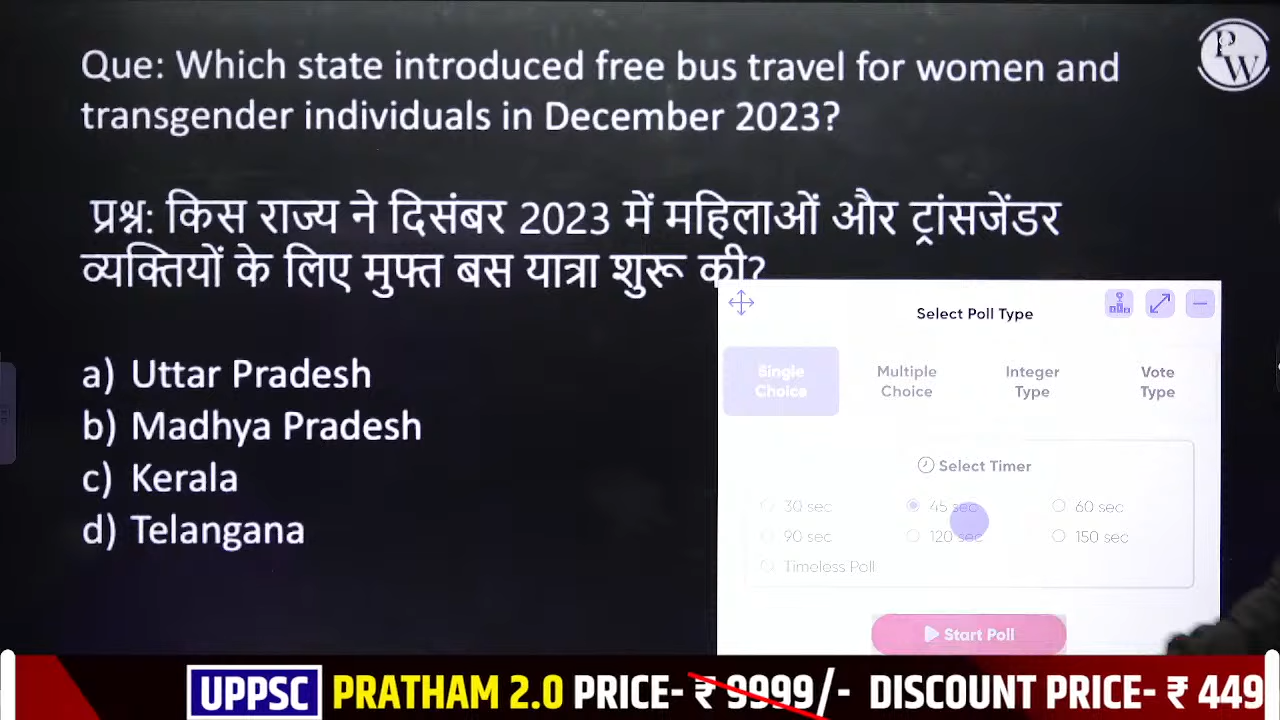 Que: Which state introduced free bus travel for women and
transgender individuals in December 2023?
प्रश्न: किस राज्य ने दिसंबर 2023 में महिलाओं और ट्रांसजेंडर
व्यक्तियों के लिए मुफ्त बस यात्रा शुरू की?
a) Uttar Pradesh
b) Madhya Pradesh
c) Kerala
d) Telangana
PW
Select Poll Type
Single Choice
Multiple Choice
Integer Type
Vote Type
Select Timer
30 sec
45 sec
60 sec
90 sec
120 sec
150 sec
Timeless Poll
Start Poll
UPPSC PRATHAM 2.0 PRICE- ₹ 9999/- DISCOUNT PRICE- ₹ 449